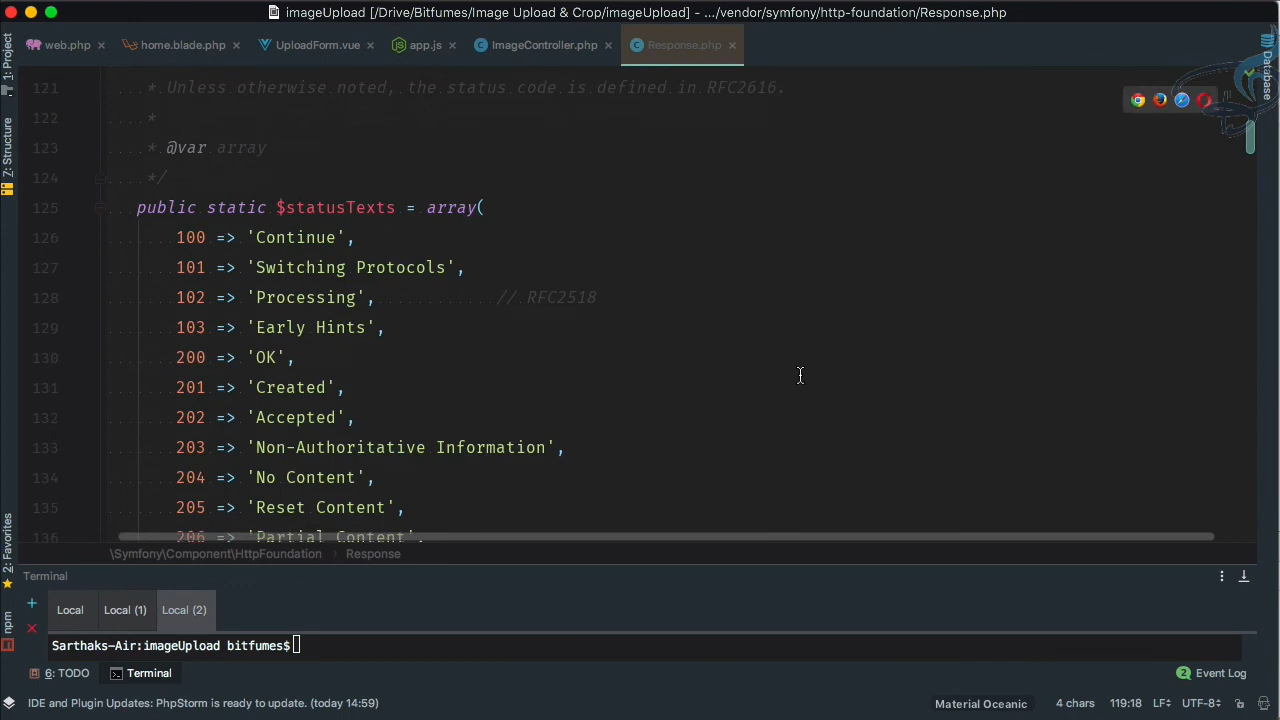 imageUpload [/Drive/Bitfumes/Image Upload & Crop/imageUpload] - .../vendor/symfony/http-foundation/Response.php
web.php
home.blade.php
UploadForm.vue
app.js
ImageController.php
Response.php
1: Project
7: Structure
2: Favorites
npm
Database
121 * Unless otherwise noted, the status code is defined in RFC2616.
122 *
123 * @var array
124 */
125 public static $statusTexts = array(
126 100 => 'Continue',
127 101 => 'Switching Protocols',
128 102 => 'Processing', // RFC2518
129 103 => 'Early Hints',
130 200 => 'OK',
131 201 => 'Created',
132 202 => 'Accepted',
133 203 => 'Non-Authoritative Information',
134 204 => 'No Content',
135 205 => 'Reset Content',
136 206 => 'Partial Content',
\Symfony\Component\HttpFoundation › Response
Terminal
Local Local (1) Local (2)
Sarthaks-Air:imageUpload bitfumes$
6: TODO Terminal 2 Event Log
IDE and Plugin Updates: PhpStorm is ready to update. (today 14:59) Material Oceanic 4 chars 119:18 LF UTF-8